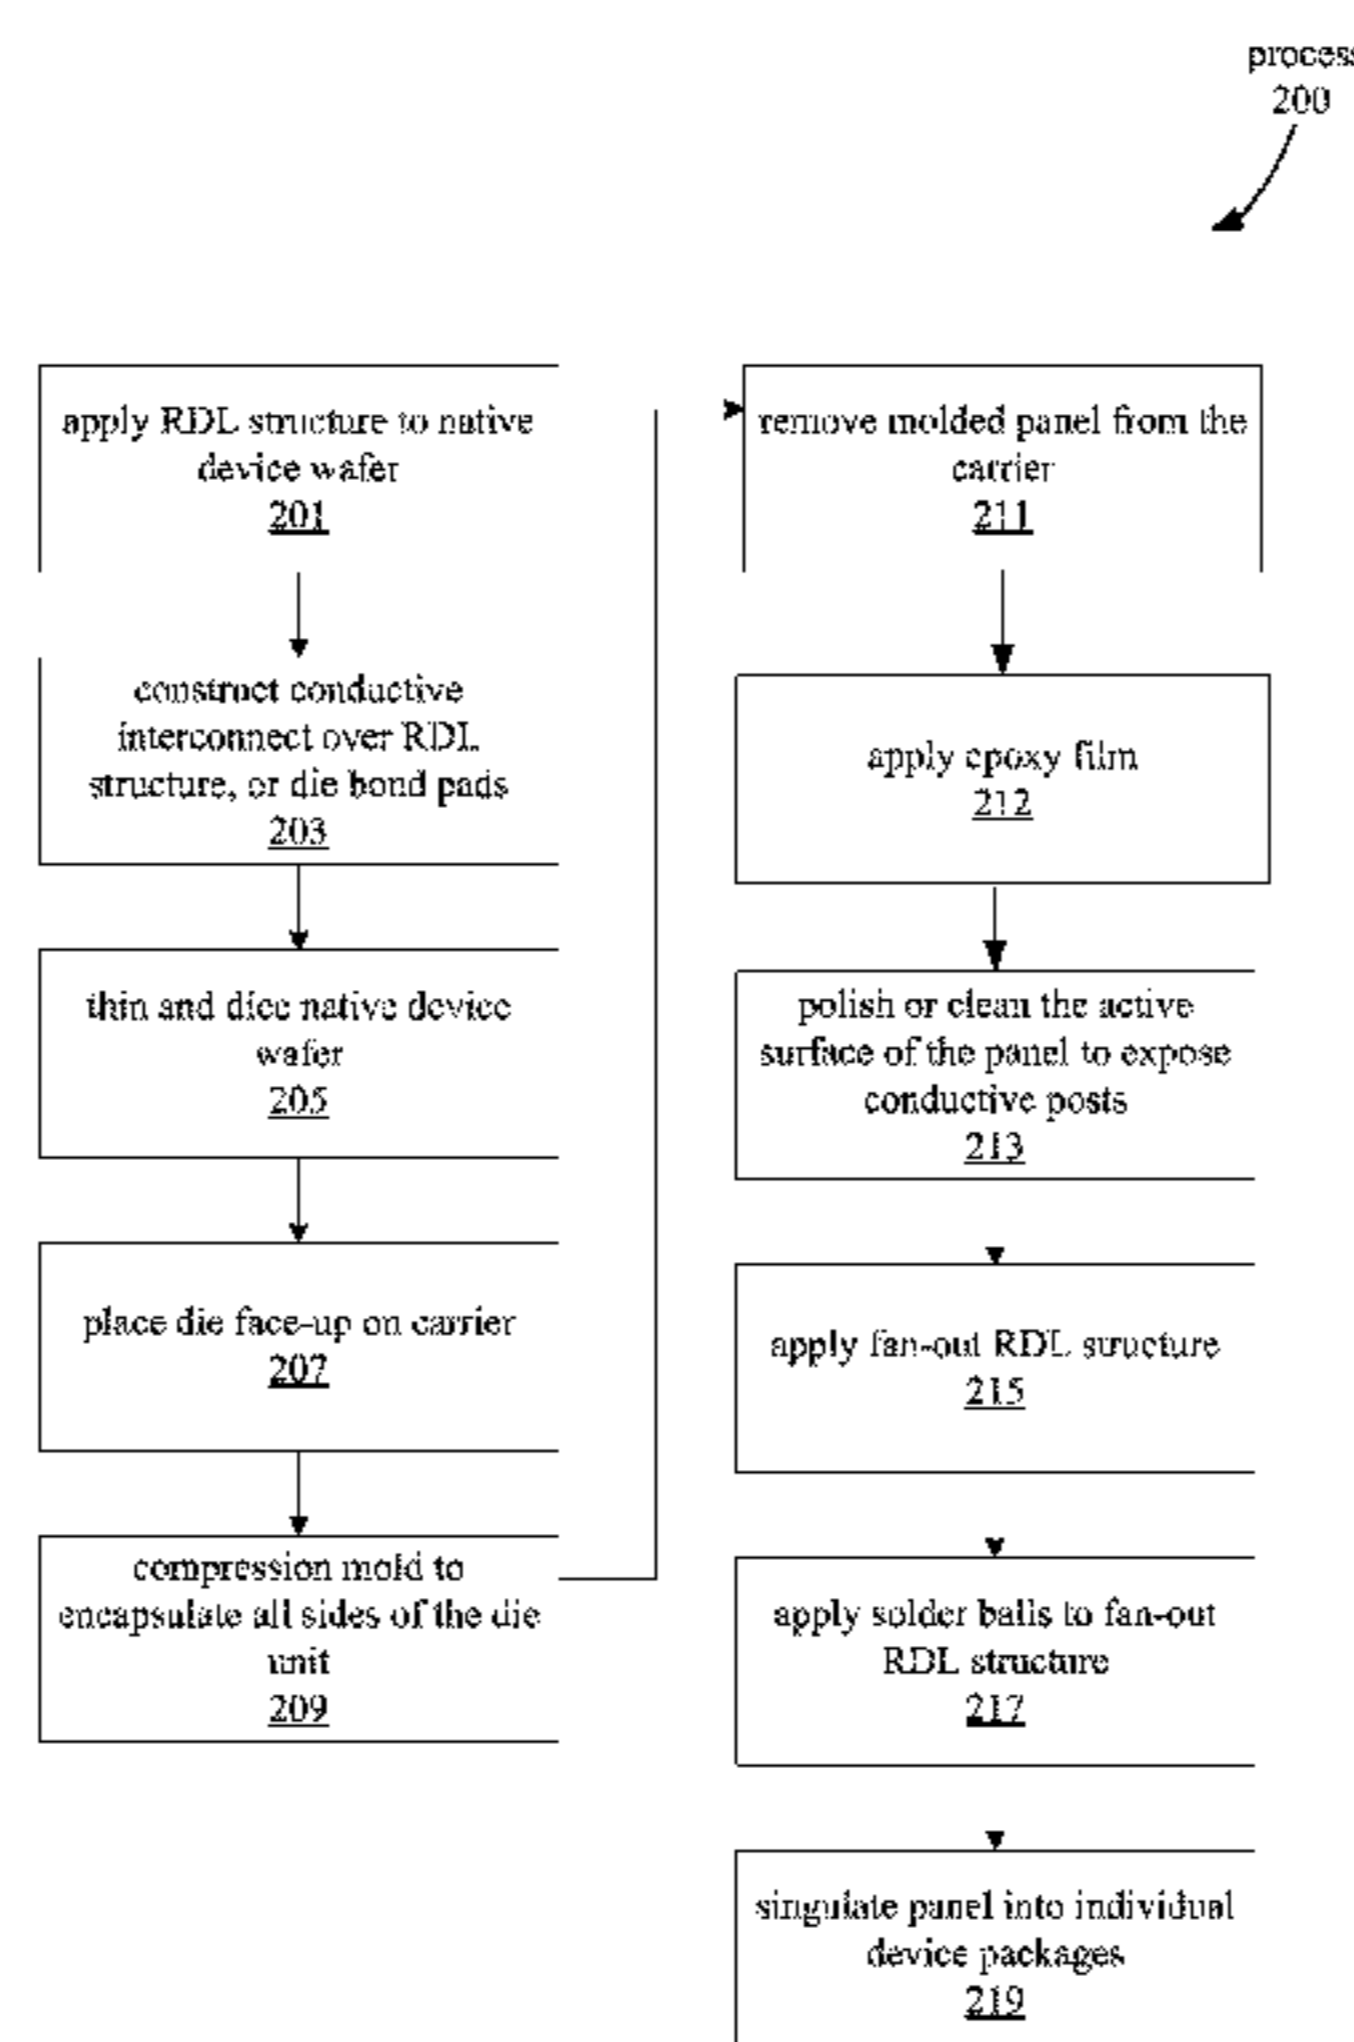 process
200
apply RDL structure to native
device wafer
201
construct conductive
interconnect over RDL
structure, or die bond pads
203
thin and dice native device
wafer
205
place die face-up on carrier
207
compression mold to
encapsulate all sides of the die
unit
209
remove molded panel from the
carrier
211
apply epoxy film
212
polish or clean the active
surface of the panel to expose
conductive posts
213
apply fan-out RDL structure
215
apply solder balls to fan-out
RDL structure
217
singulate panel into individual
device packages
219